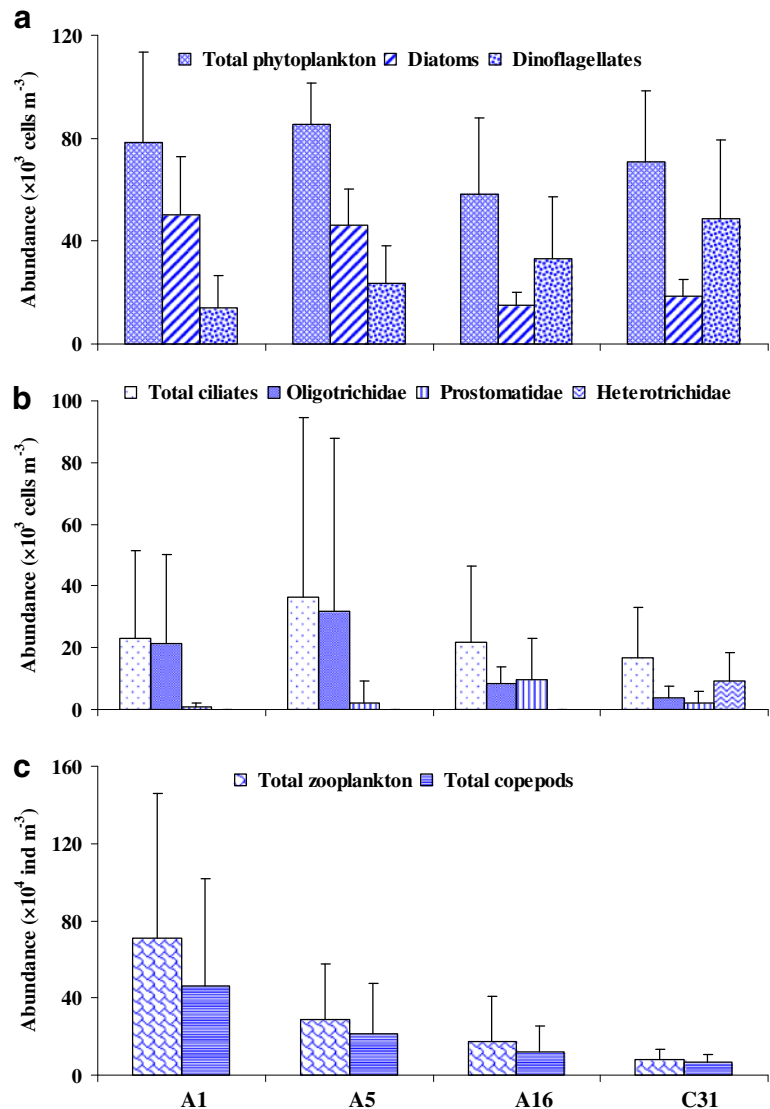 a
120
Total phytoplankton Diatoms Dinoflagellates
80
40
0
Abundance (×10³ cells m⁻³)
b
Total ciliates Oligotrichidae Prostomatidae Heterotrichidae
100
80
60
40
20
0
Abundance (×10³ cells m⁻³)
c
160
Total zooplankton Total copepods
120
80
40
0
Abundance (×10⁴ ind m⁻³)
A1 A5 A16 C31